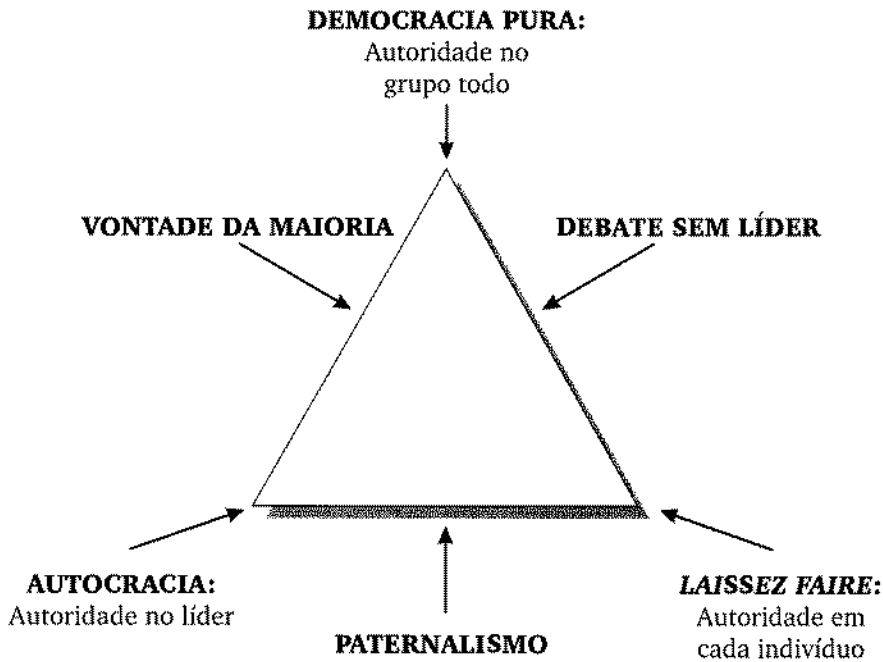 DEMOCRACIA PURA:
Autoridade no
grupo todo
VONTADE DA MAIORIA
DEBATE SEM LÍDER
AUTOCRACIA:
Autoridade no líder
PATERNALISMO
LAISSEZ FAIRE:
Autoridade em
cada indivíduo